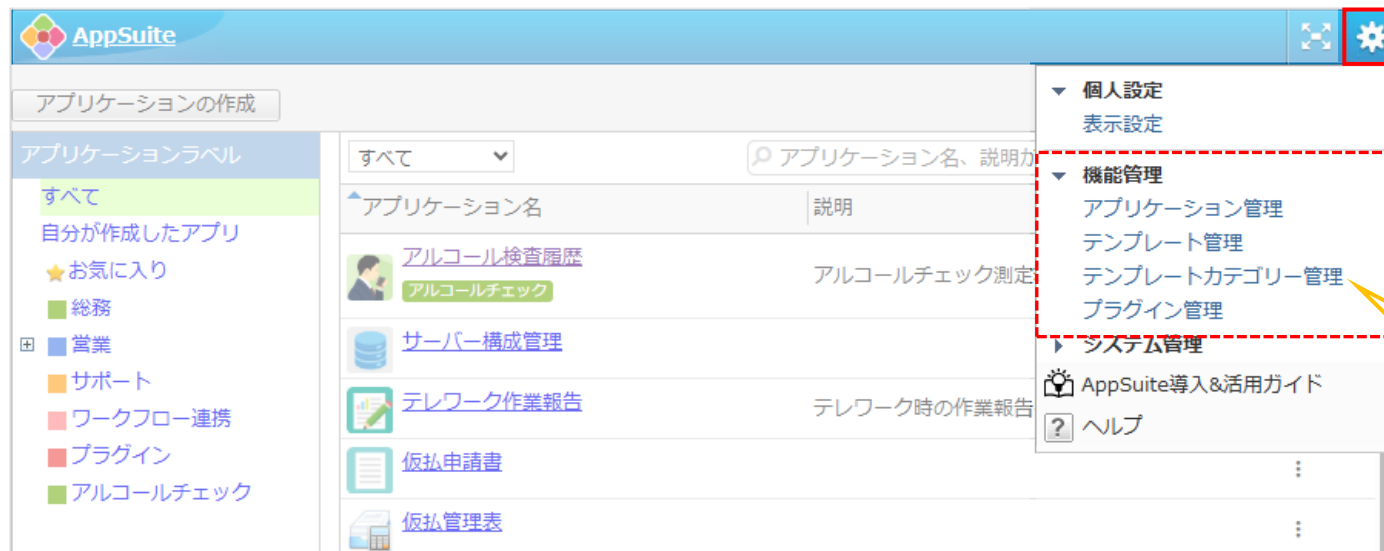 AppSuite
アプリケーションの作成
アプリケーションラベル
すべて
自分が作成したアプリ
お気に入り
総務
営業
サポート
ワークフロー連携
プラグイン
アルコールチェック
すべて
アプリケーション名、説明か
アプリケーション名
説明
アルコール検査履歴
アルコールチェック
アルコールチェック測定
サーバー構成管理
テレワーク作業報告
テレワーク時の作業報告
仮払申請書
仮払管理表
個人設定
表示設定
機能管理
アプリケーション管理
テンプレート管理
テンプレートカテゴリー管理
プラグイン管理
システム管理
AppSuite導入&活用ガイド
? ヘルプ